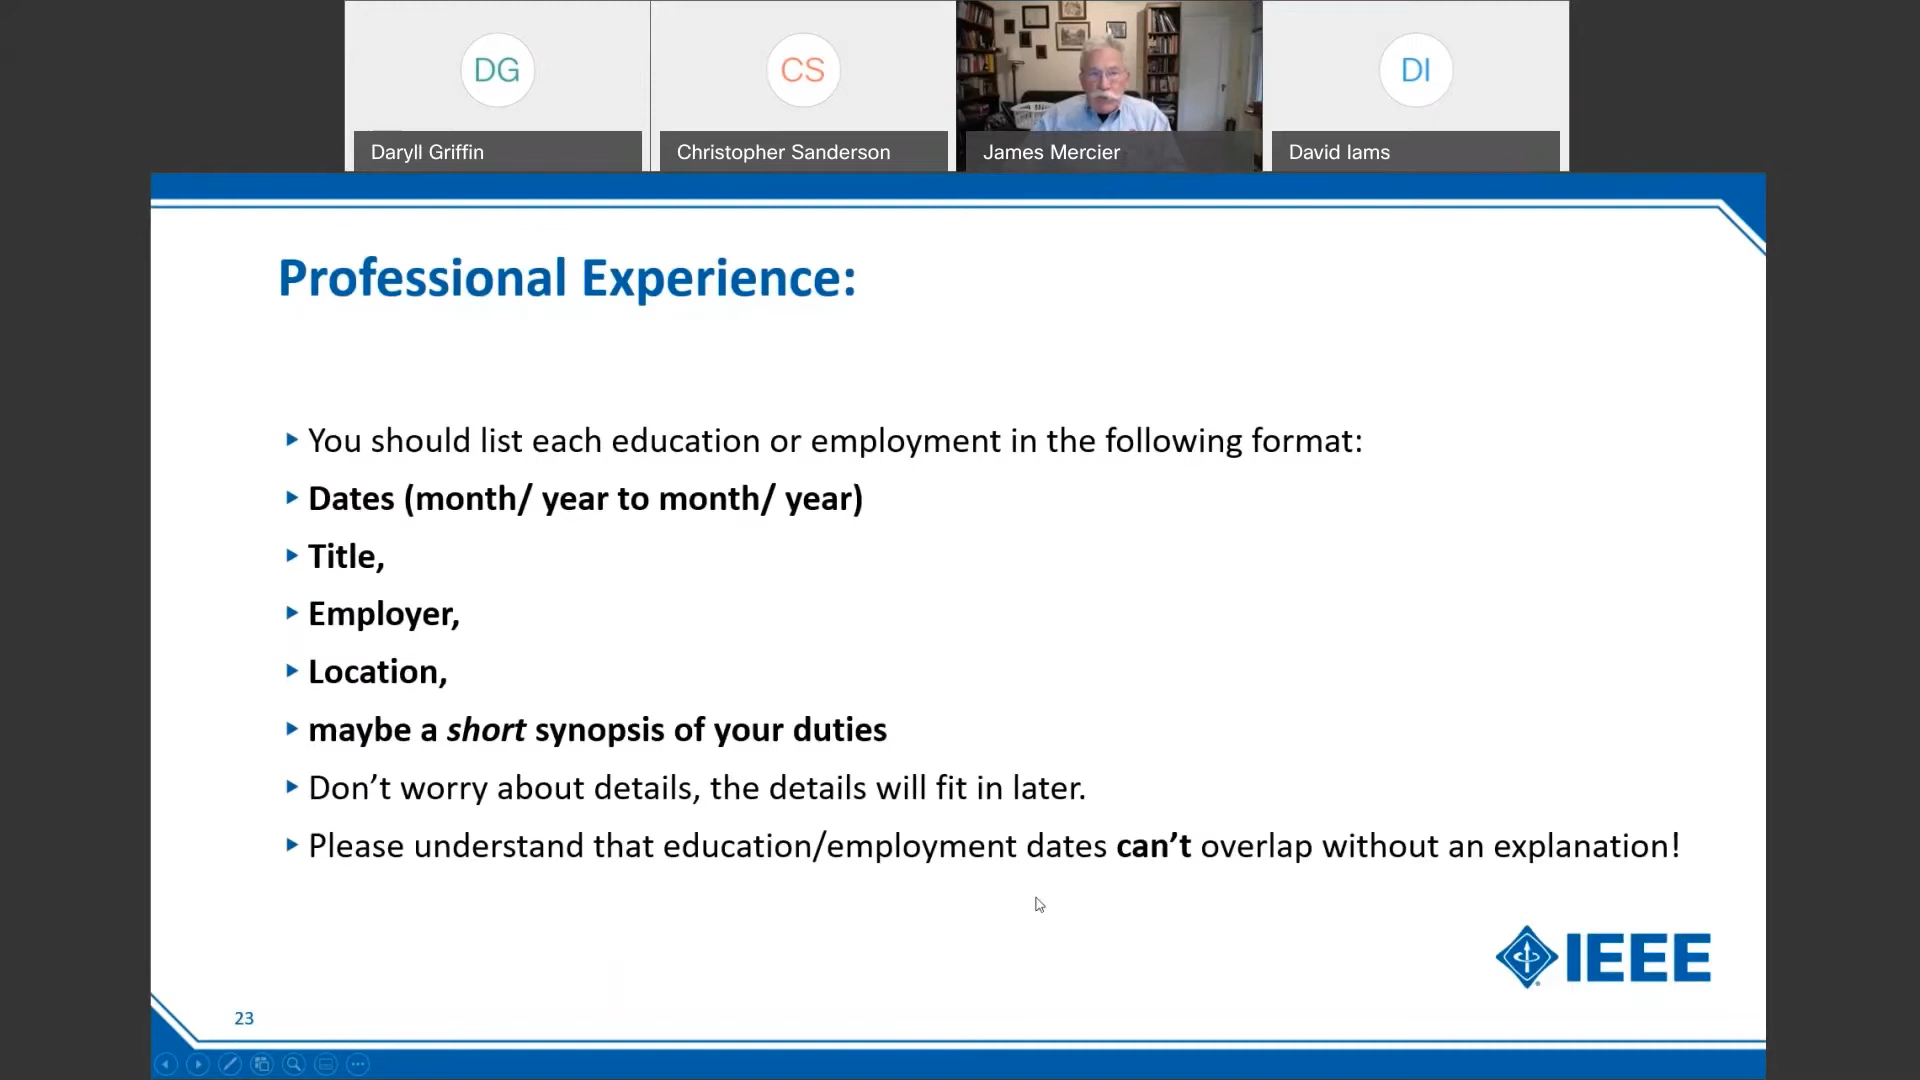 DG
CS
DI
Daryll Griffin
Christopher Sanderson
James Mercier
David Iams
Professional Experience:
You should list each education or employment in the following format:
Dates (month/ year to month/ year)
Title,
Employer,
Location,
maybe a short synopsis of your duties
Don’t worry about details, the details will fit in later.
Please understand that education/employment dates can’t overlap without an explanation!
IEEE
23